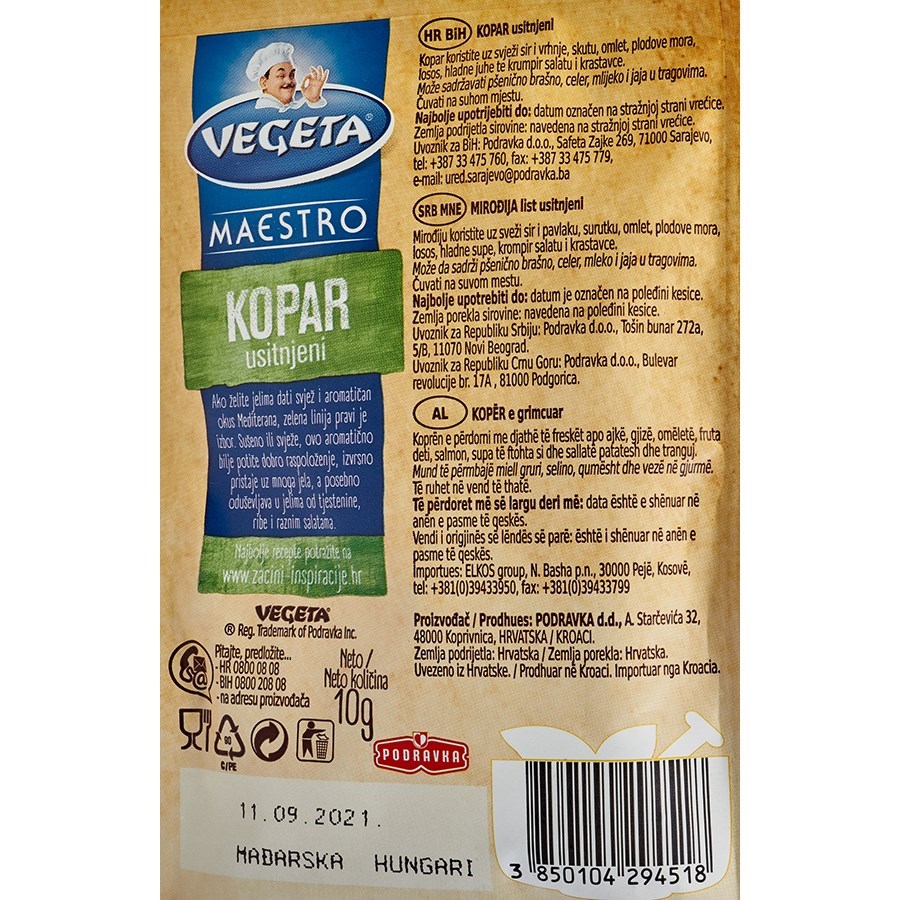 VEGETA®
MAESTRO
KOPAR
usitnjeni
Ako želite jelima dati svjež i aromatičan
okus Mediterana, zelena linija pravi je
izbor. Sušeno ili svježe, ovo aromatično
bilje potiče dobro raspoloženje, izvrsno
pristaje uz mnoga jela, a posebno
oduševljava u jelima od tjestenine,
ribe i raznim salatama.
Najbolje recepte potražite na
www.zacini-inspiracije.hr
VEGETA®
® Reg. Trademark of Podravka Inc.
Pitajte, predložite...
- HR 0800 08 08
- BIH 0800 208 08
- na adresu proizvođača
Neto /
Neto količina
10g
90
C/PE
PODRAVKA
11.09.2021.
MAĐARSKA HUNGARI
HR BiH KOPAR usitnjeni
Kopar koristite uz svježi sir i vrhnje, skutu, omlet, plodove mora,
losos, hladne juhe te krumpir salatu i krastavce.
Može sadržavati pšenično brašno, celer, mlijeko i jaja u tragovima.
Čuvati na suhom mjestu.
Najbolje upotrijebiti do: datum označen na stražnjoj strani vrećice.
Zemlja podrijetla sirovine: navedena na stražnjoj strani vrećice.
Uvoznik za BiH: Podravka d.o.o., Safeta Zajke 269, 71000 Sarajevo,
tel: +387 33 475 760, fax: +387 33 475 779,
e-mail: ured.sarajevo@podravka.ba
SRB MNE MIROĐIJA list usitnjeni
Mirođiju koristite uz sveži sir i pavlaku, surutku, omlet, plodove mora,
losos, hladne supe, krompir salatu i krastavce.
Može da sadrži pšenično brašno, celer, mleko i jaja u tragovima.
Čuvati na suvom mestu.
Najbolje upotrebiti do: datum je označen na poleđini kesice.
Zemlja porekla sirovine: navedena na poleđini kesice.
Uvoznik za Republiku Srbiju: Podravka d.o.o., Tošin bunar 272a,
5/B, 11070 Novi Beograd.
Uvoznik za Republiku Crnu Goru: Podravka d.o.o., Bulevar
revolucije br. 17A , 81000 Podgorica.
AL KOPËR e grimcuar
Koprën e përdorni me djathë të freskët apo ajkë, gjizë, omëletë, fruta
deti, salmon, supa të ftohta si dhe sallatë patatesh dhe tranguj.
Mund të përmbajë miell gruri, selino, qumësht dhe vezë në gjurmë.
Të ruhet në vend të thatë.
Të përdoret më së largu deri më: data është e shënuar në
anën e pasme të qeskës.
Vendi i origjinës së lëndës së parë: është i shënuar në anën e
pasme të qeskës.
Importues: ELKOS group, N. Basha p.n., 30000 Pejë, Kosovë,
tel: +381(0)39433950, fax: +381(0)39433799
Proizvođač / Prodhues: PODRAVKA d.d., A. Starčevića 32,
48000 Koprivnica, HRVATSKA / KROACI.
Zemlja podrijetla: Hrvatska / Zemlja porekla: Hrvatska.
Uvezeno iz Hrvatske. / Prodhuar në Kroaci. Importuar nga Kroacia.
3 850104 294518